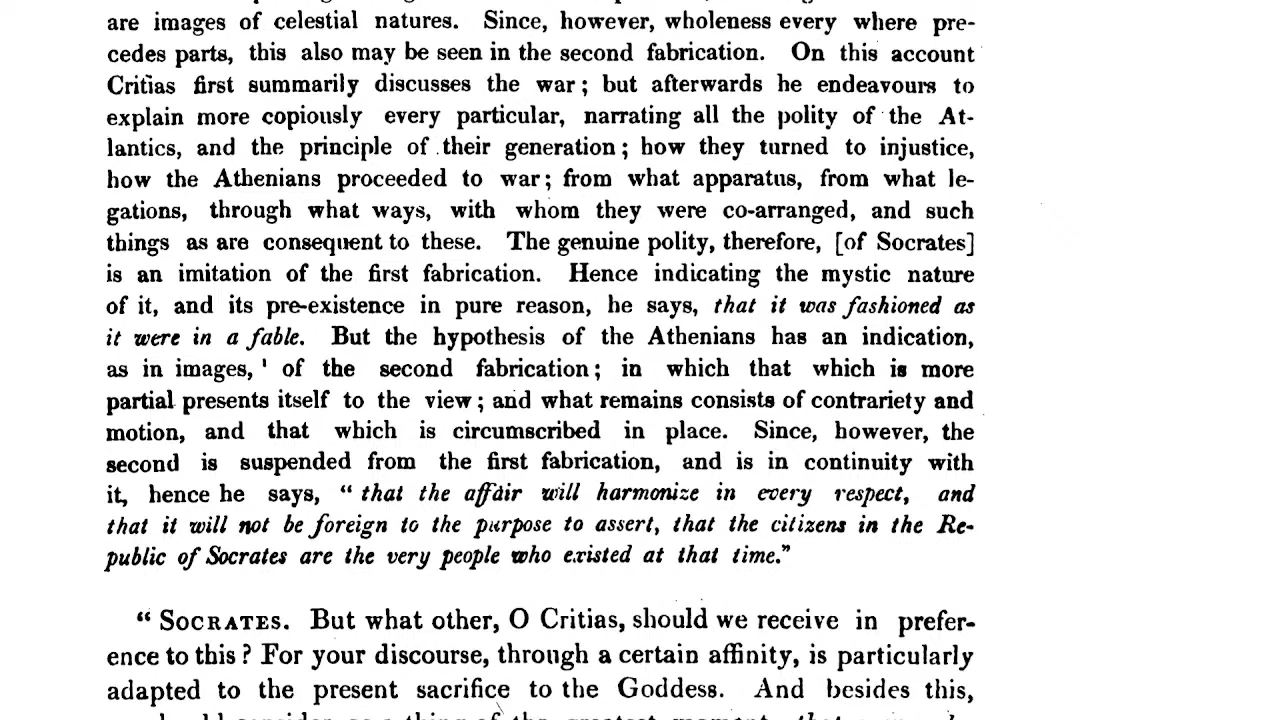 are images of celestial natures. Since, however, wholeness every where pre-
cedes parts, this also may be seen in the second fabrication. On this account
Critias first summarily discusses the war; but afterwards he endeavours to
explain more copiously every particular, narrating all the polity of the At-
lantics, and the principle of their generation; how they turned to injustice,
how the Athenians proceeded to war; from what apparatus, from what le-
gations, through what ways, with whom they were co-arranged, and such
things as are consequent to these. The genuine polity, therefore, [of Socrates]
is an imitation of the first fabrication. Hence indicating the mystic nature
of it, and its pre-existence in pure reason, he says, that it was fashioned as
it were in a fable. But the hypothesis of the Athenians has an indication,
as in images, ' of the second fabrication; in which that which is more
partial presents itself to the view; and what remains consists of contrariety and
motion, and that which is circumscribed in place. Since, however, the
second is suspended from the first fabrication, and is in continuity with
it, hence he says, “ that the affair will harmonize in every respect, and
that it will not be foreign to the purpose to assert, that the citizens in the Re-
public of Socrates are the very people who existed at that time.”
“ SOCRATES. But what other, O Critias, should we receive in prefer-
ence to this? For your discourse, through a certain affinity, is particularly
adapted to the present sacrifice to the Goddess. And besides this,